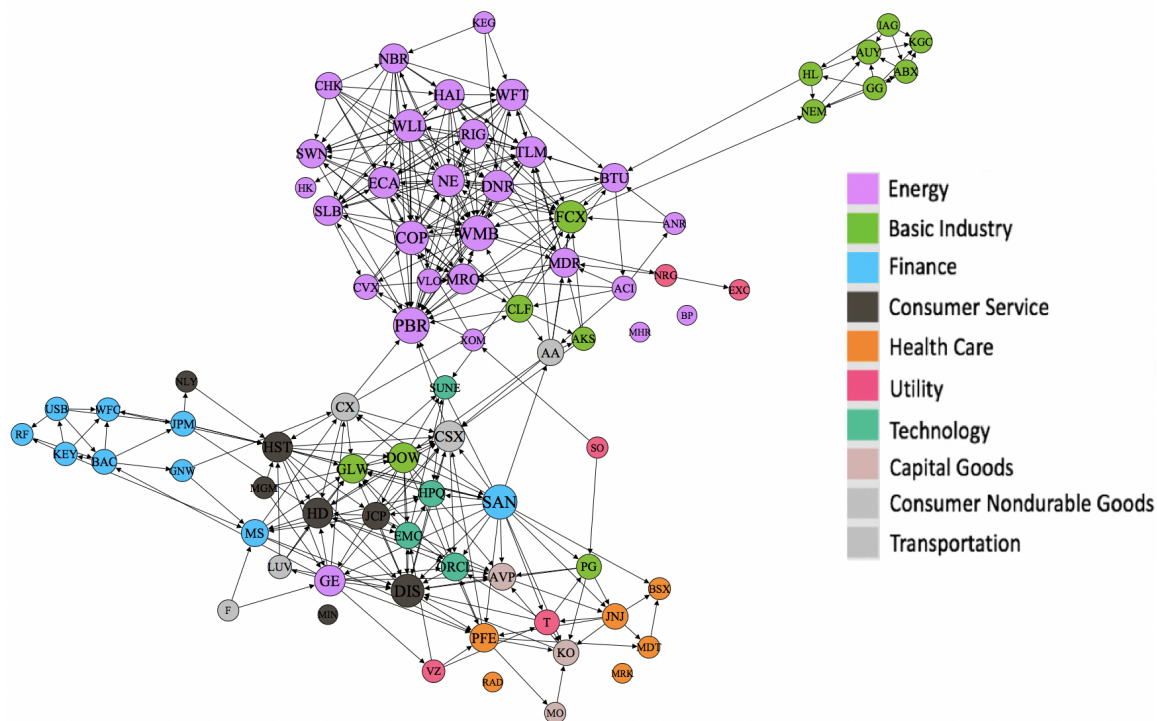 KEG
IAG
KGC
AUY
NBR
ABX
HL
CHK
HAL
WFT
GG
NEM
WLL
RIG
SWN
TLM
ECA
NE
DNR
BTU
HK
SLB
FCX
ANR
COP
WMB
MDR
NRG
CVX
VLO
MRO
ACI
EXC
CLF
BP
PBR
MHR
XOM
AKS
AA
NLY
SUNE
USB
WFC
CX
RF
JPM
CSX
KEY
BAC
HST
SO
GNW
GLW
DOW
MGM
HPQ
SAN
HD
JCP
MS
EMC
LUV
ORCL
PG
GE
DIS
AVP
BSX
F
MIN
T
JNJ
PFE
KO
MDT
VZ
MRK
RAD
MO
Energy
Basic Industry
Finance
Consumer Service
Health Care
Utility
Technology
Capital Goods
Consumer Nondurable Goods
Transportation